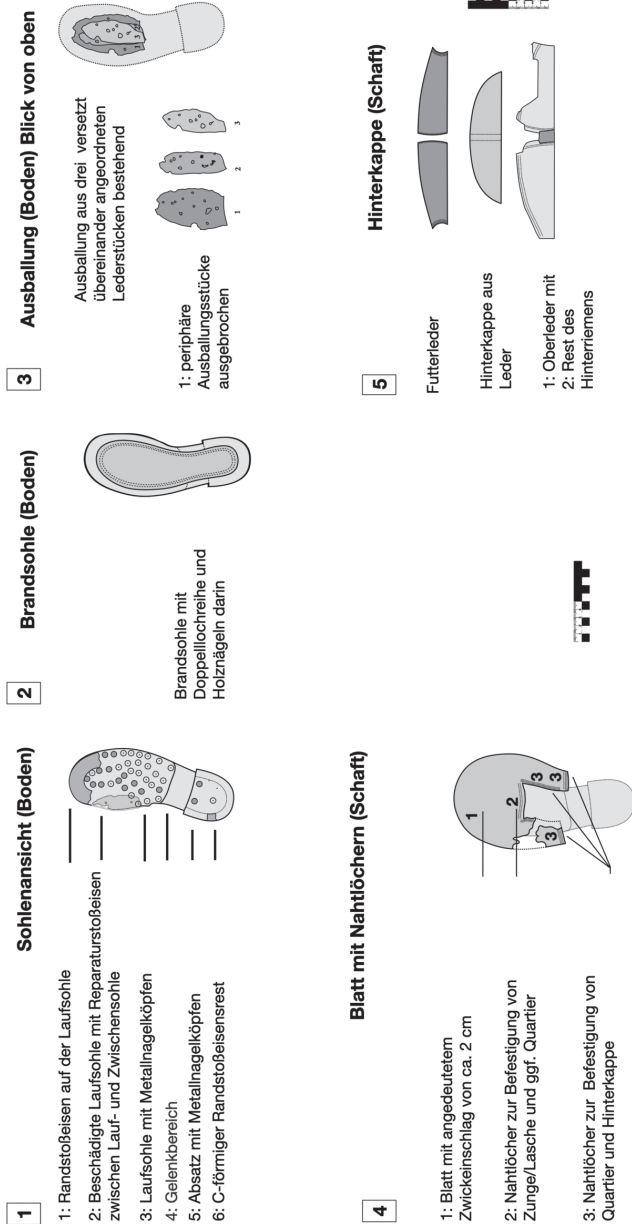 1
Sohlenansicht (Boden)
1: Randstoßeisen auf der Laufsohle
2: Beschädigte Laufsohle mit Reparaturstoßeisen
zwischen Lauf- und Zwischensohle
3: Laufsohle mit Metallnagelköpfen
4: Gelenkbereich
5: Absatz mit Metallnagelköpfen
6: C-förmiger Randstoßeisensrest
2
Brandsohle (Boden)
Brandsohle mit
Doppelllochreihe und
Holznägeln darin
3
Ausballung (Boden) Blick von oben
Ausballung aus drei versetzt
übereinander angeordneten
Lederstücken bestehend
1: periphäre
Ausballungsstücke
ausgebrochen
1
2
3
1
3
2
4
Blatt mit Nahtlöchern (Schaft)
1: Blatt mit angedeutetem
Zwickeinschlag von ca. 2 cm
2: Nahtlöcher zur Befestigung von
Zunge/Lasche und ggf. Quartier
3: Nahtlöcher zur Befestigung von
Quartier und Hinterkappe
1
2
3
3
3
5
Hinterkappe (Schaft)
Futterleder
Hinterkappe aus
Leder
1: Oberleder mit
2: Rest des
Hinterriemens